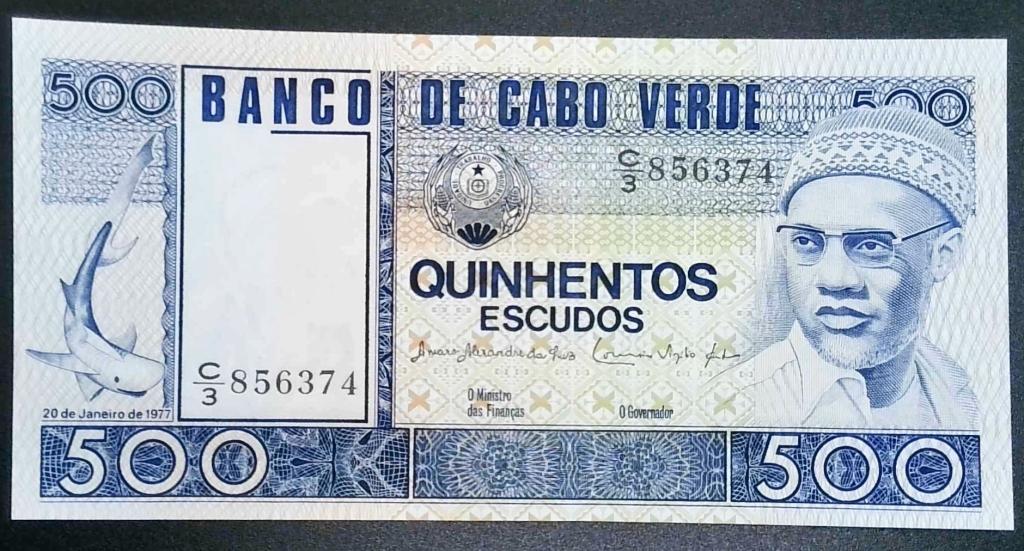 500
BANCO DE CABO VERDE
500
C/3 856374
TRABALHO
QUINHENTOS
ESCUDOS
C/3 856374
O Ministro
das Finanças
O Governador
20 de Janeiro de 1977
500
500